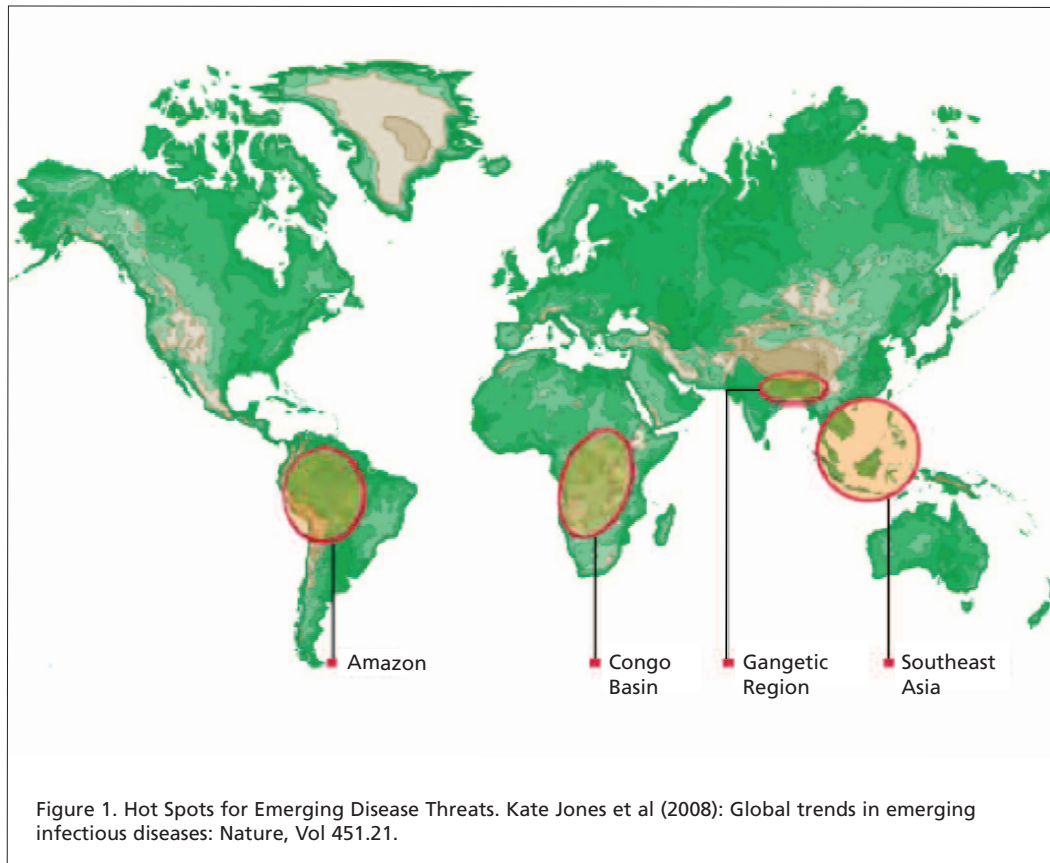 Amazon
Congo
Basin
Gangetic
Region
Southeast
Asia
Figure 1. Hot Spots for Emerging Disease Threats. Kate Jones et al (2008): Global trends in emerging
infectious diseases: Nature, Vol 451.21.